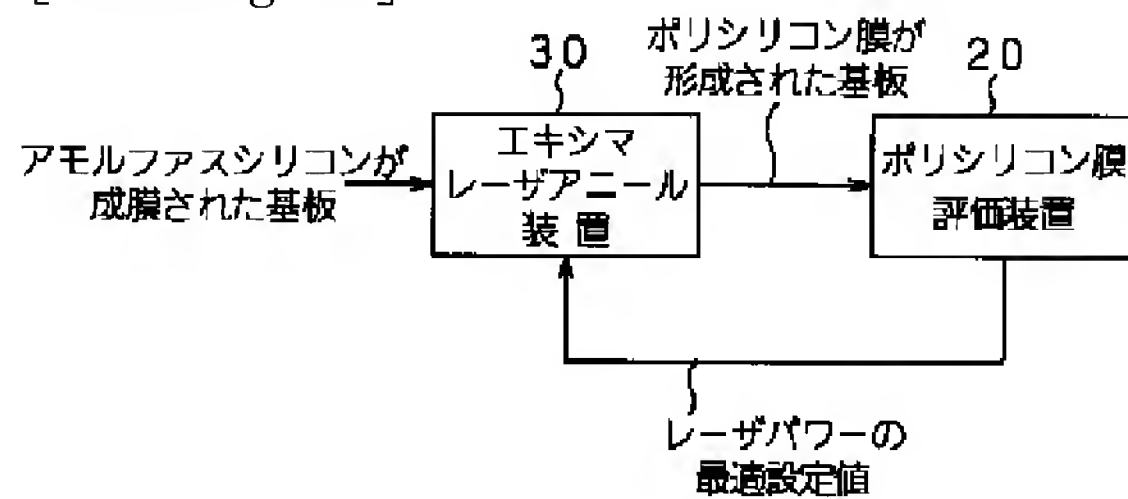 30
ポリシリコン膜が
形成された基板
20
アモルファスシリコンが
成膜された基板
エキシマ
レーザアニール
装置
ポリシリコン膜
評価装置
レーザパワーの
最適設定値